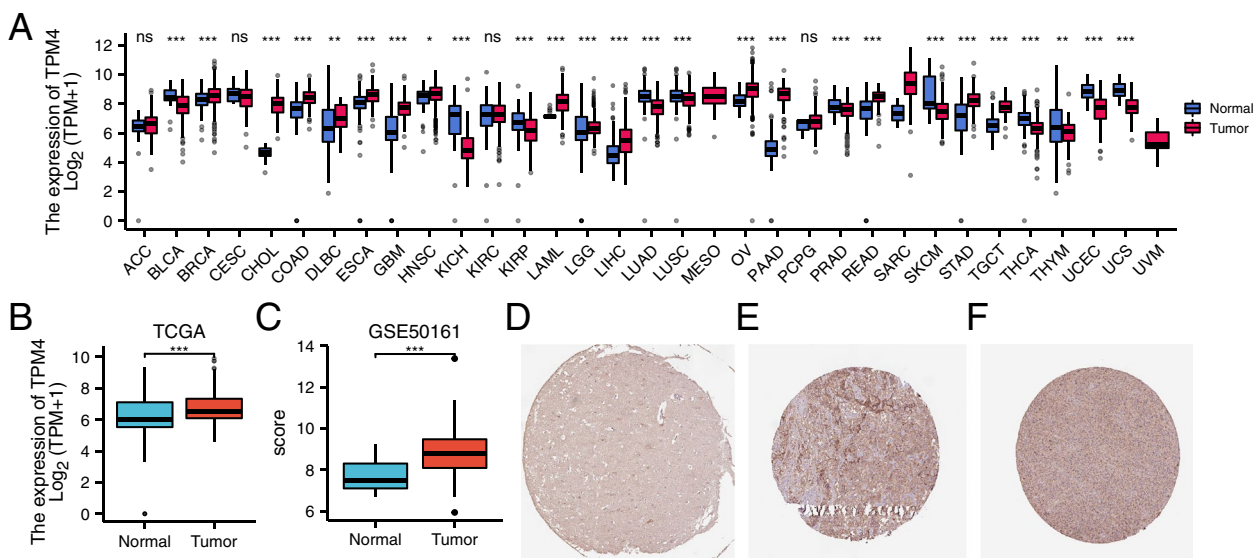 A
The expression of TPM4
Log2 (TPM+1)
12
10
8
6
4
2
0
ns *** *** ns *** *** ** *** *** * *** ns *** *** *** *** *** *** *** *** ns *** *** *** *** *** *** ** *** ***
ACC BLCA BRCA CESC CHOL COAD DLBC ESCA GBM HNSC KICH KIRC KIRP LAML LGG LIHC LUAD LUSC MESO OV PAAD PCPG PRAD READ SARC SKCM STAD TGCT THCA THYM UCEC UCS UVM
Normal
Tumor
B
TCGA
***
The expression of TPM4
Log2 (TPM+1)
10
8
6
4
2
0
Normal Tumor
C
GSE50161
***
score
14
12
10
8
6
Normal Tumor
D
E
F